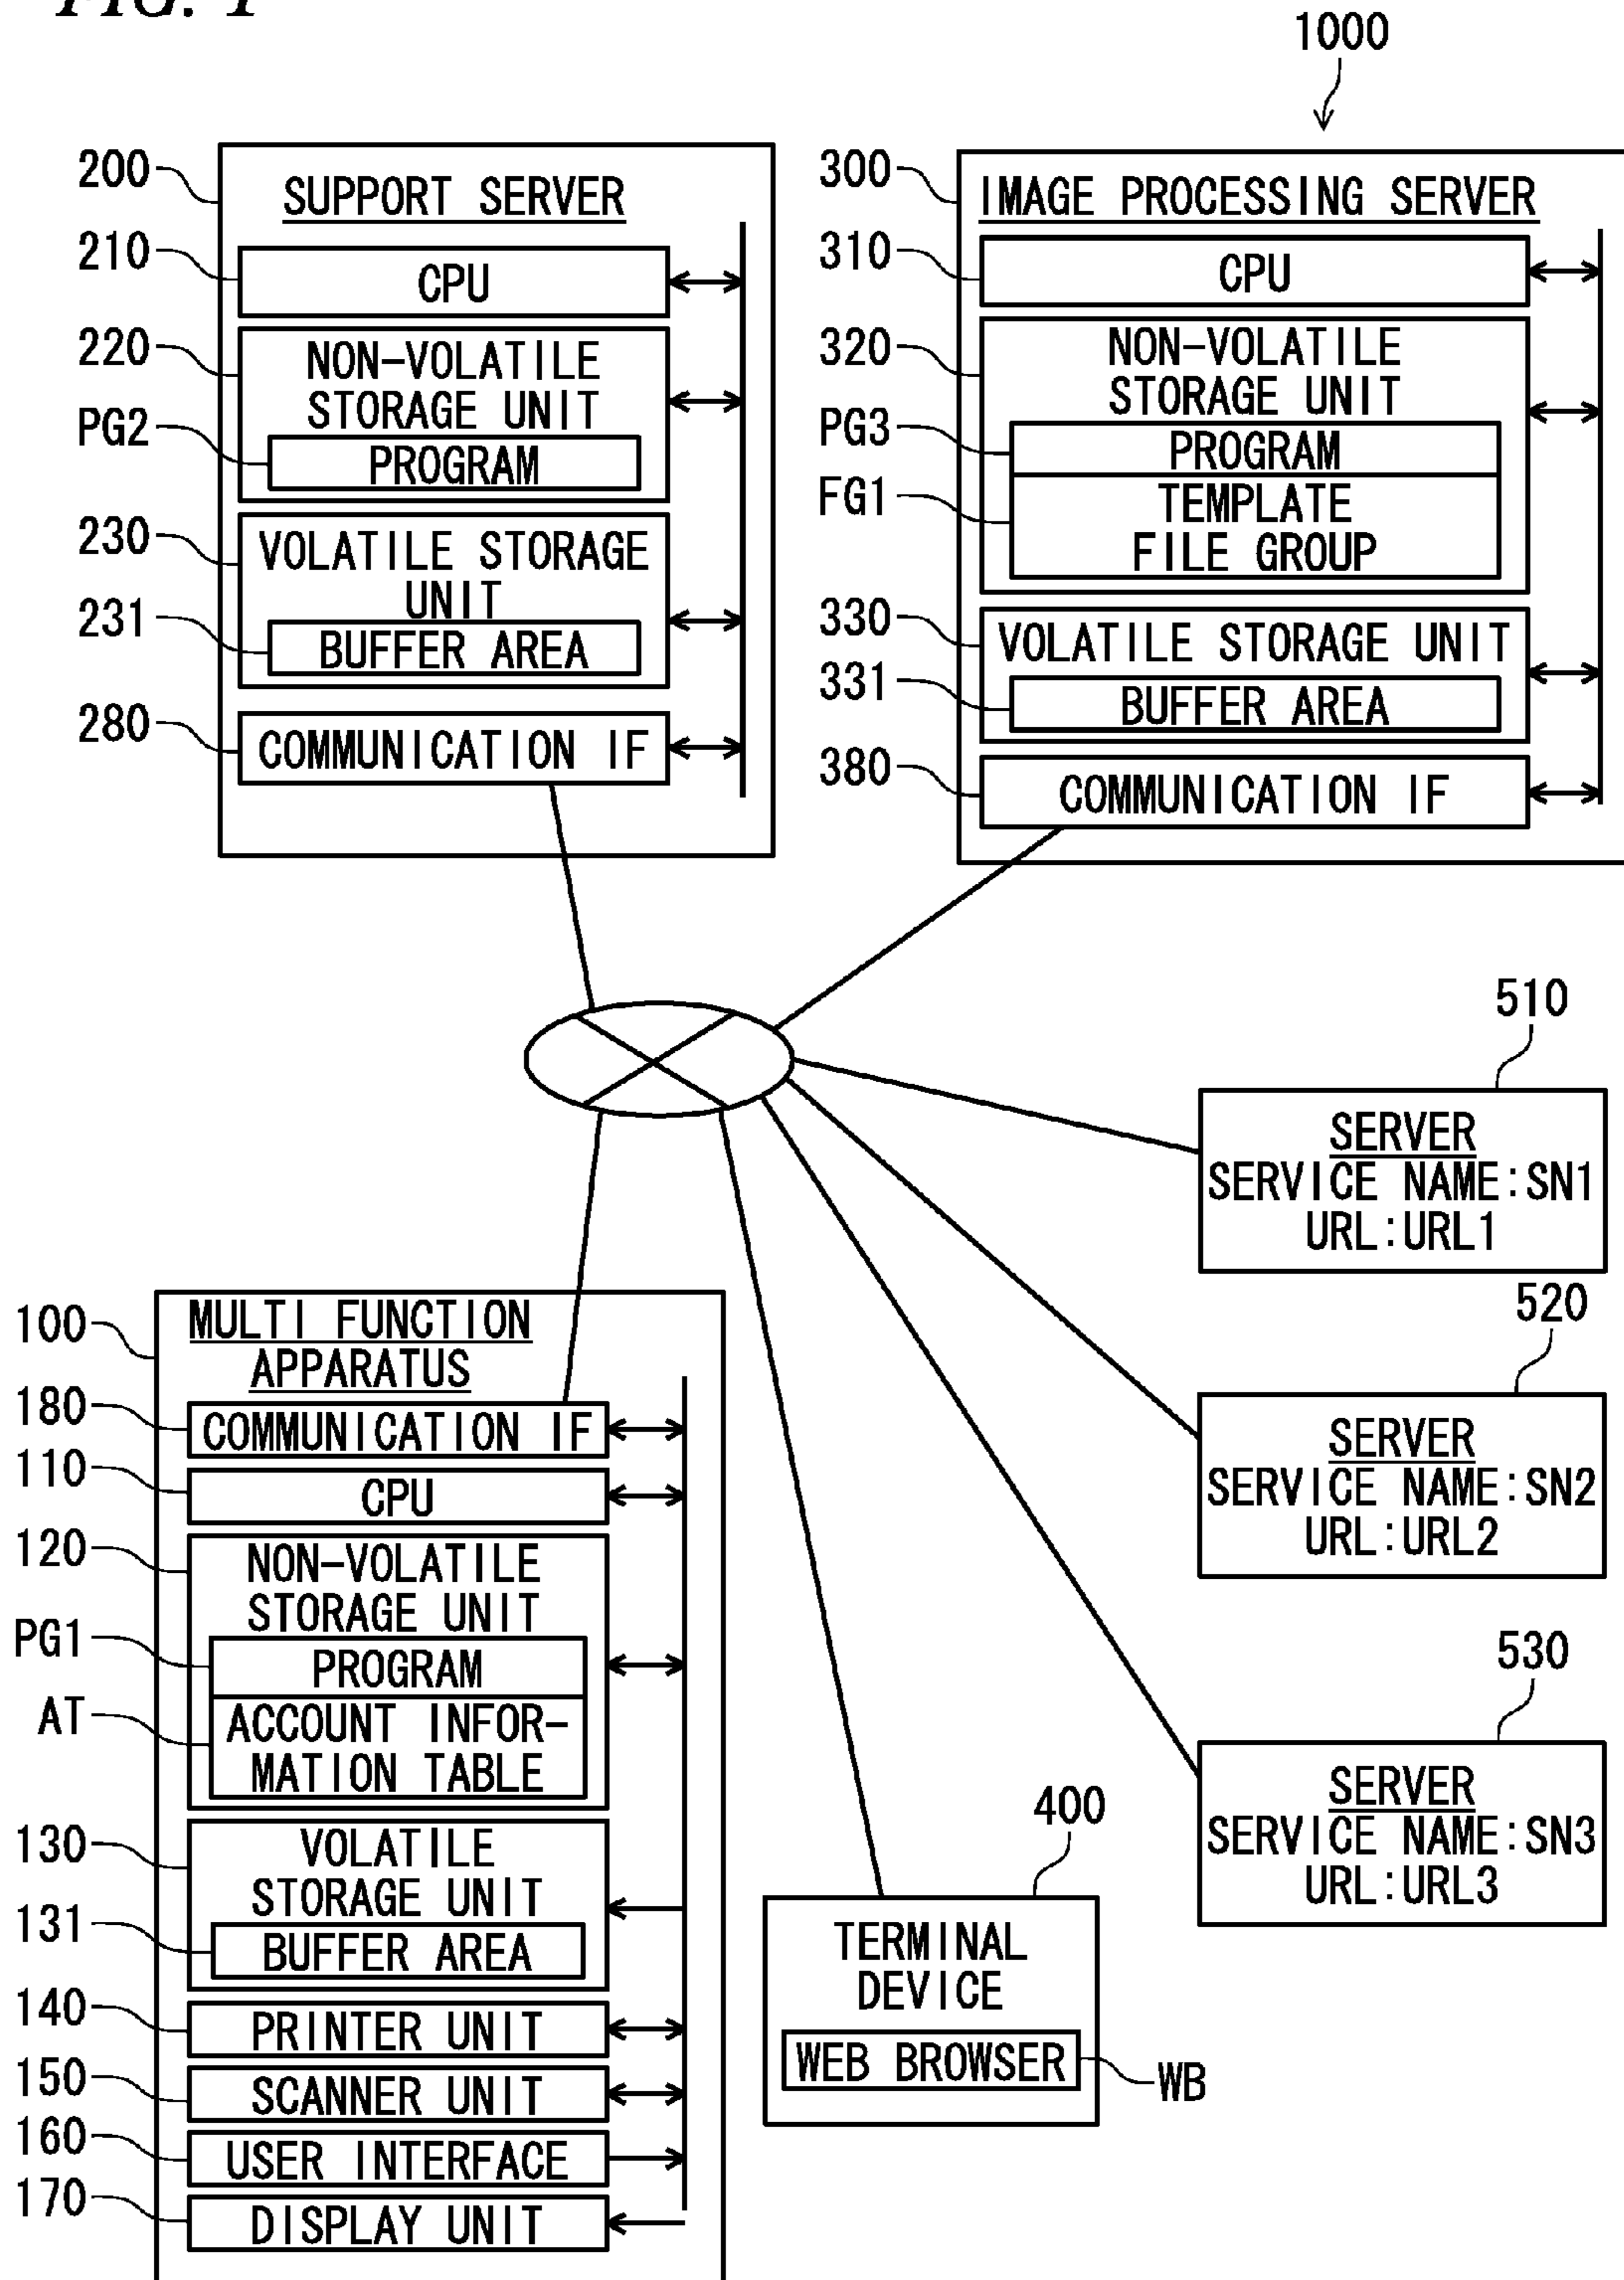 FIG. 1
1000
200
SUPPORT SERVER
210
CPU
220
NON-VOLATILE
STORAGE UNIT
PG2
PROGRAM
230
VOLATILE STORAGE
UNIT
231
BUFFER AREA
280
COMMUNICATION IF
300
IMAGE PROCESSING SERVER
310
CPU
320
NON-VOLATILE
STORAGE UNIT
PG3
PROGRAM
FG1
TEMPLATE
FILE GROUP
330
VOLATILE STORAGE UNIT
331
BUFFER AREA
380
COMMUNICATION IF
510
SERVER
SERVICE NAME:SN1
URL:URL1
520
SERVER
SERVICE NAME:SN2
URL:URL2
530
SERVER
SERVICE NAME:SN3
URL:URL3
100
MULTI FUNCTION
APPARATUS
180
COMMUNICATION IF
110
CPU
120
NON-VOLATILE
STORAGE UNIT
PG1
PROGRAM
AT
ACCOUNT INFOR-
MATION TABLE
130
VOLATILE
STORAGE UNIT
131
BUFFER AREA
140
PRINTER UNIT
150
SCANNER UNIT
160
USER INTERFACE
170
DISPLAY UNIT
400
TERMINAL
DEVICE
WEB BROWSER
WB